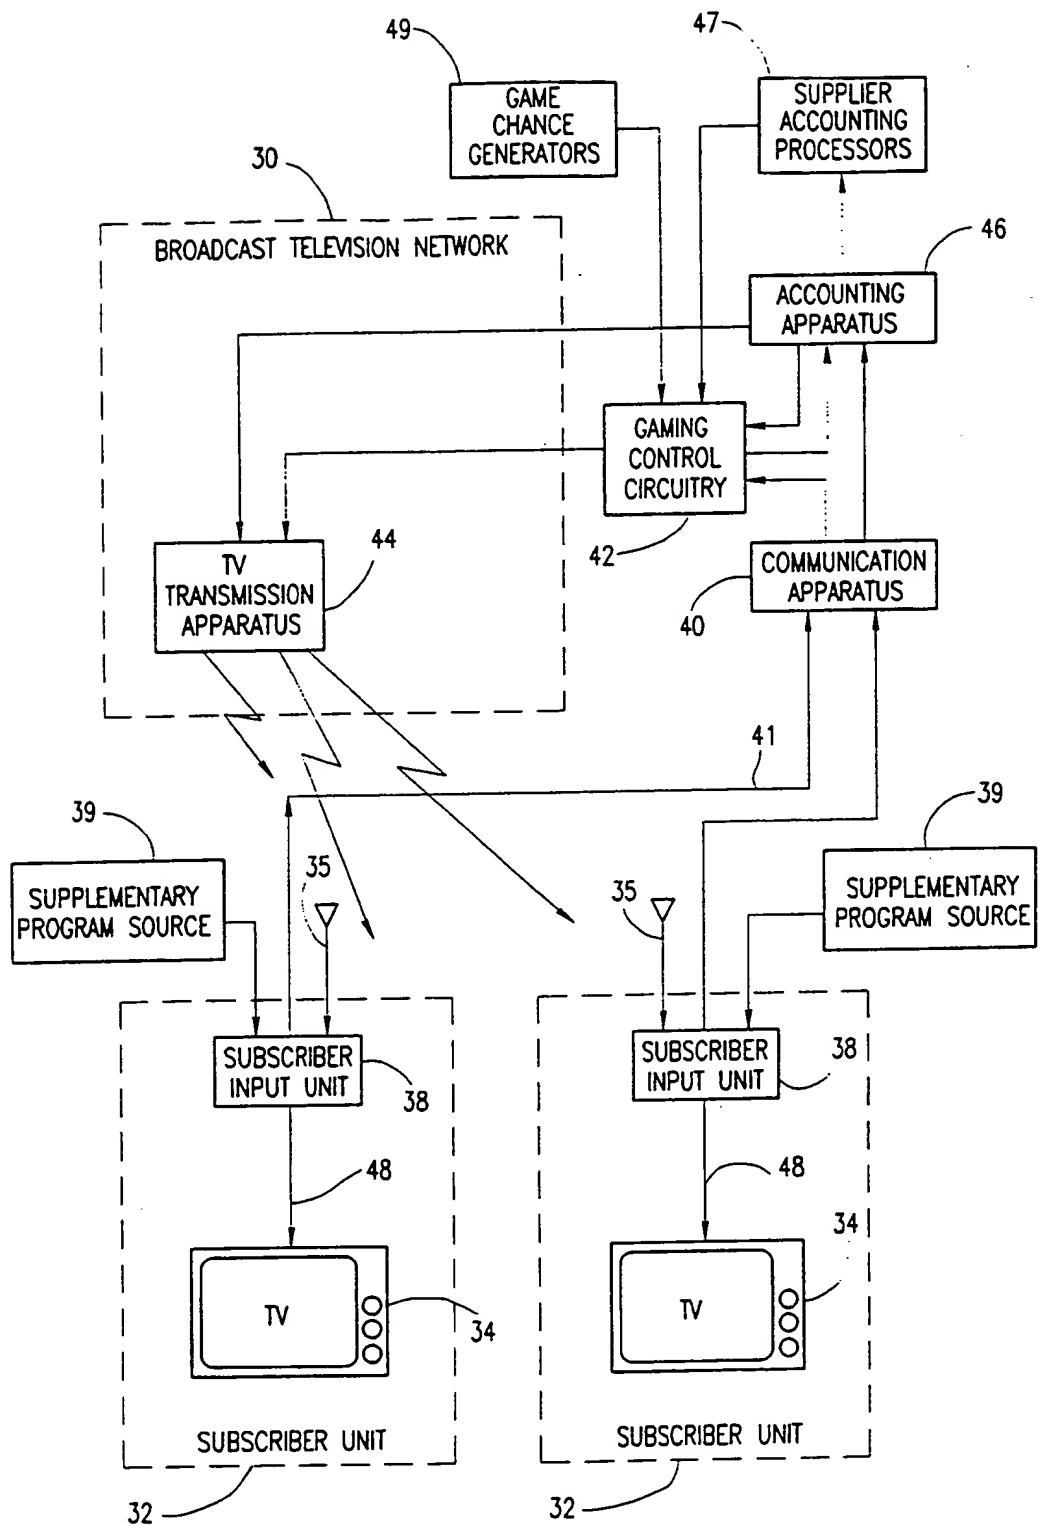 49
47
GAME
CHANCE
GENERATORS
SUPPLIER
ACCOUNTING
PROCESSORS
30
BROADCAST TELEVISION NETWORK
46
ACCOUNTING
APPARATUS
GAMING
CONTROL
CIRCUITRY
42
44
TV
TRANSMISSION
APPARATUS
COMMUNICATION
APPARATUS
40
41
39
39
SUPPLEMENTARY
PROGRAM SOURCE
35
35
SUPPLEMENTARY
PROGRAM SOURCE
SUBSCRIBER
INPUT UNIT
38
SUBSCRIBER
INPUT UNIT
38
48
48
TV
34
TV
34
SUBSCRIBER UNIT
SUBSCRIBER UNIT
32
32